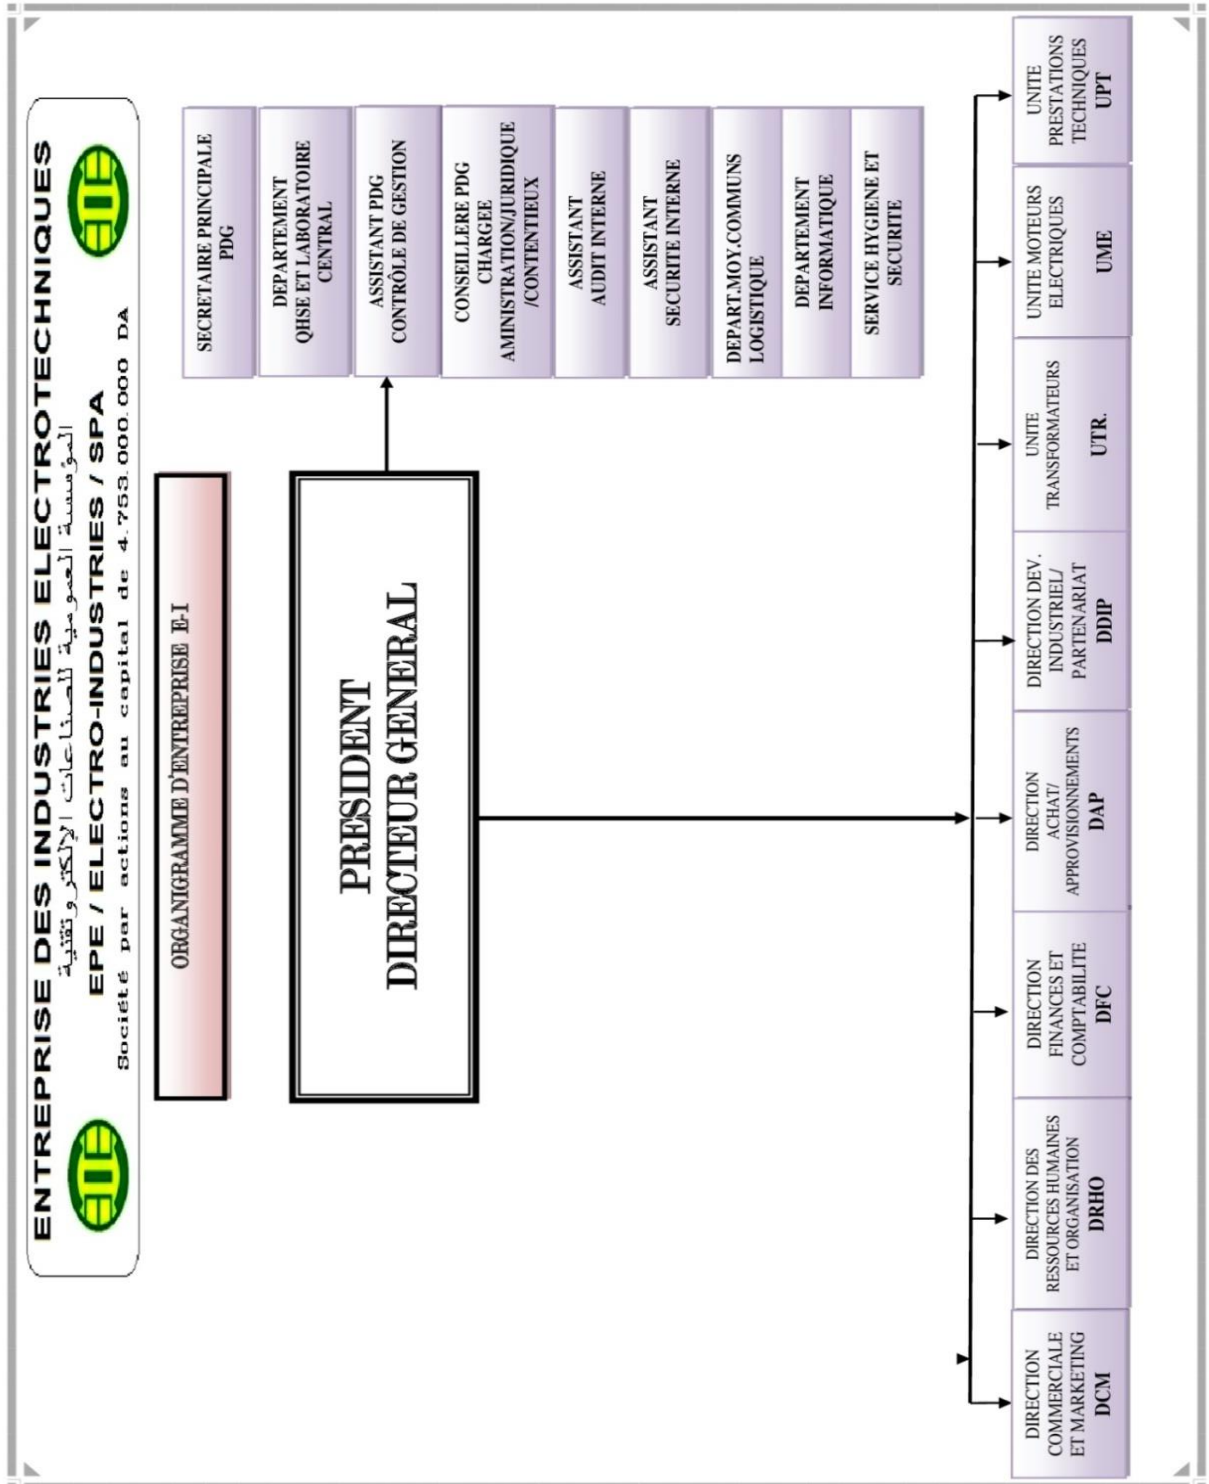 ENTREPRISE DES INDUSTRIES ELECTROTECHNIQUES
المؤسسة العمومية للصناعات الإلكتروتقنية
EPE / ELECTRO-INDUSTRIES / SPA
Société par actions au capital de 4.753.000.000 DA
ORGANIGRAMME D'ENTREPRISE E-I
PRESIDENT
DIRECTEUR GENERAL
SECRETAIRE PRINCIPALE
PDG
DEPARTEMENT
QHSE ET LABORATOIRE
CENTRAL
ASSISTANT PDG
CONTRÔLE DE GESTION
CONSEILLERE PDG
CHARGEE
AMINISTRATION/JURIDIQUE
/CONTENTIEUX
ASSISTANT
AUDIT INTERNE
ASSISTANT
SECURITE INTERNE
DEPART.MOY.COMMUNS
LOGISTIQUE
DEPARTEMENT
INFORMATIQUE
SERVICE HYGIENE ET
SECURITE
DIRECTION
COMMERCIALE
ET MARKETING
DCM
DIRECTION DES
RESSOURCES HUMAINES
ET ORGANISATION
DRHO
DIRECTION
FINANCES ET
COMPTABILITE
DFC
DIRECTION
ACHAT/
APPROVISIONNEMENTS
DAP
DIRECTION DEV.
INDUSTRIEL/
PARTENARIAT
DDIP
UNITE
TRANSFORMATEURS
UTR.
UNITE MOTEURS
ELECTRIQUES
UME
UNITE
PRESTATIONS
TECHNIQUES
UPT